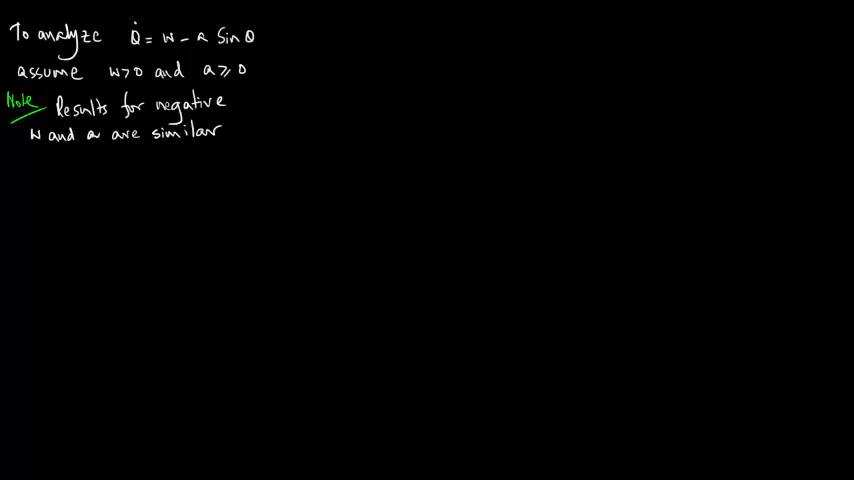 To analyze θ̇ = w - a Sin θ
assume w>0 and a ⩾ 0
Note Results for negative
w and a are similar